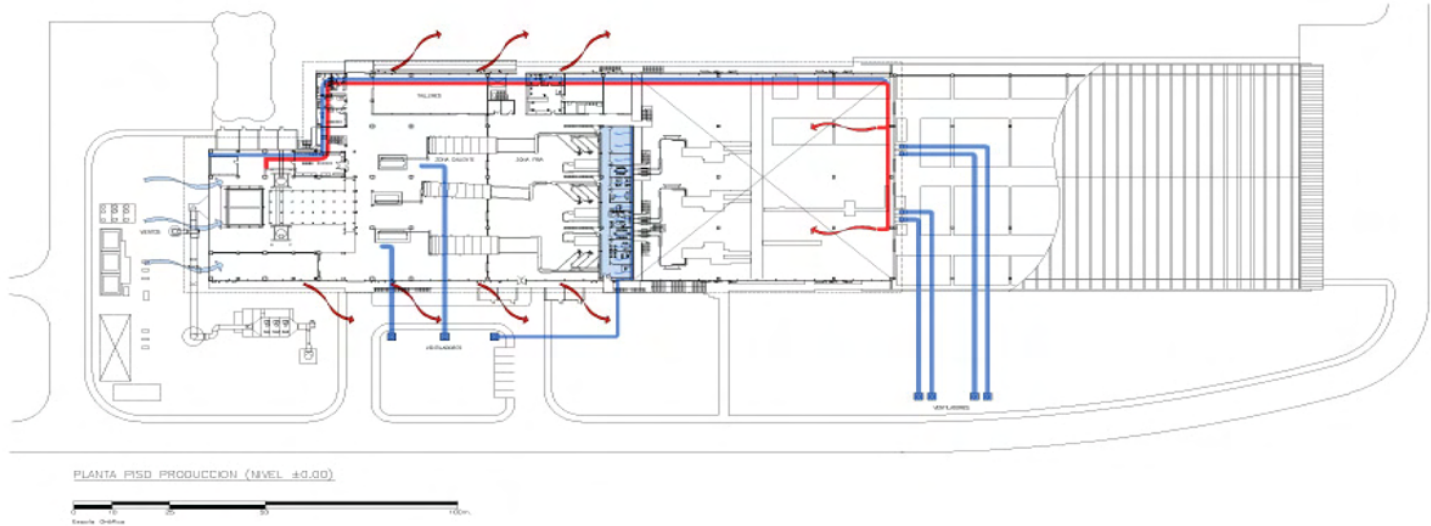 TALLERES
ZONA CALIENTE
ZONA FRIA
VIENTOS
VENTILADORES
VENTILADORES
PLANTA PISO PRODUCCION (NIVEL ±0.00)
0 10 25 50 100m.
Escala Gráfica